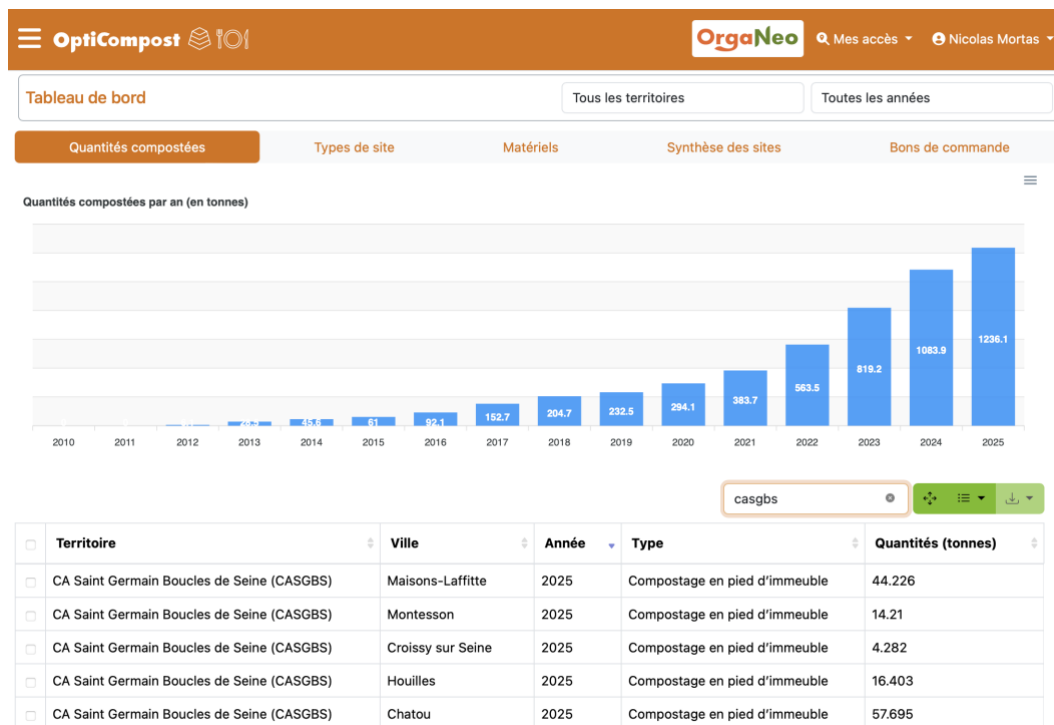 OptiCompost
OrgaNeo
Mes accès
Nicolas Mortas
Tableau de bord
Tous les territoires
Toutes les années
Quantités compostées
Types de site
Matériels
Synthèse des sites
Bons de commande
Quantités compostées par an (en tonnes)
45.6 61 92.1 152.7 204.7 232.5 294.1 383.7 563.5 819.2 1083.9 1236.1
2010 2011 2012 2013 2014 2015 2016 2017 2018 2019 2020 2021 2022 2023 2024 2025
casgbs
Territoire Ville Année Type Quantités (tonnes)
CA Saint Germain Boucles de Seine (CASGBS) Maisons-Laffitte 2025 Compostage en pied d’immeuble 44.226
CA Saint Germain Boucles de Seine (CASGBS) Montesson 2025 Compostage en pied d’immeuble 14.21
CA Saint Germain Boucles de Seine (CASGBS) Croissy sur Seine 2025 Compostage en pied d’immeuble 4.282
CA Saint Germain Boucles de Seine (CASGBS) Houilles 2025 Compostage en pied d’immeuble 16.403
CA Saint Germain Boucles de Seine (CASGBS) Chatou 2025 Compostage en pied d’immeuble 57.695